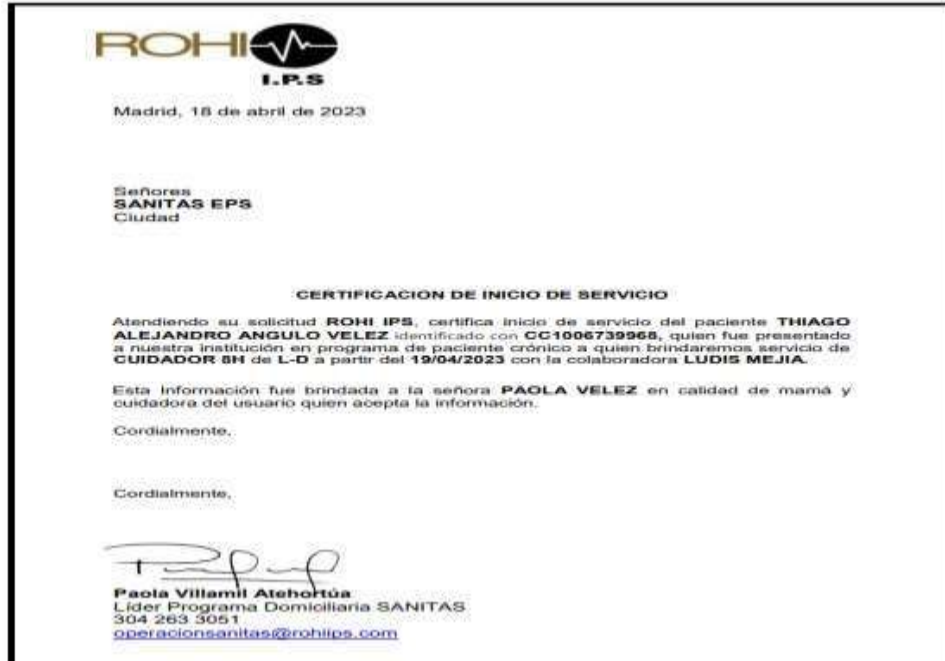 ROHI
I.P.S
Madrid, 18 de abril de 2023
Señores
SANITAS EPS
Ciudad
CERTIFICACION DE INICIO DE SERVICIO
Atendiendo su solicitud ROHI IPS, certifica inicio de servicio del paciente THIAGO
ALEJANDRO ANGULO VELEZ identificado con CC1006739968, quien fue presentado
a nuestra institución en programa de paciente crónico a quien brindaremos servicio de
CUIDADOR 8H de L-D a partir del 19/04/2023 con la colaboradora LUDIS MEJIA.
Esta Información fue brindada a la señora PAOLA VELEZ en calidad de mamá y
cuidadora del usuario quien acepta la información.
Cordialmente,
Cordialmente,
Paola Villamil Atehortúa
Líder Programa Domiciliaria SANITAS
304 263 3051
operacionsanitas@rohiips.com